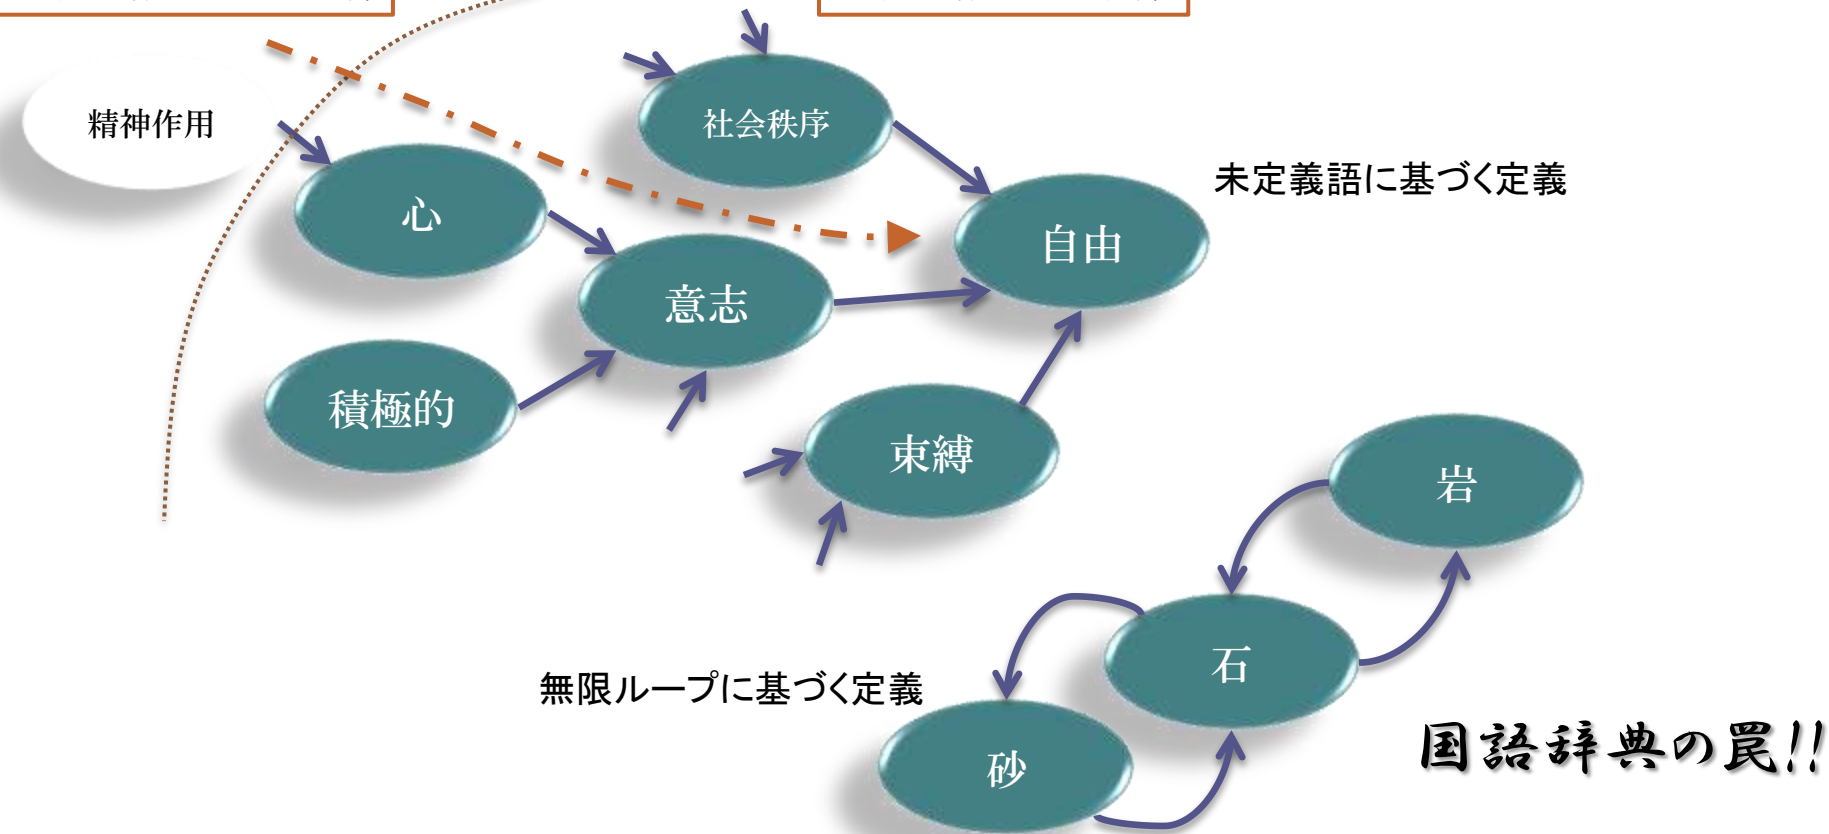 精神作用
社会秩序
未定義語に基づく定義
心
自由
意志
積極的
束縛
岩
石
無限ループに基づく定義
国語辞典の罠!!
砂